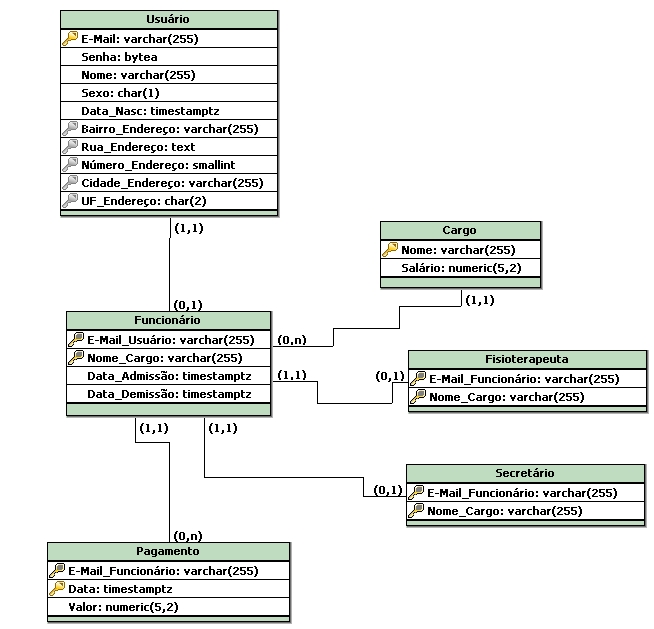 Usuário
E-Mail: varchar(255)
Senha: bytea
Nome: varchar(255)
Sexo: char(1)
Data_Nasc: timestamptz
Bairro_Endereço: varchar(255)
Rua_Endereço: text
Número_Endereço: smallint
Cidade_Endereço: varchar(255)
UF_Endereço: char(2)
(1,1)
(0,1)
Cargo
Nome: varchar(255)
Salário: numeric(5,2)
(1,1)
Funcionário
E-Mail_Usuário: varchar(255)
Nome_Cargo: varchar(255)
Data_Admissão: timestamptz
Data_Demissão: timestamptz
(0,n)
(1,1)
(0,1)
Fisioterapeuta
E-Mail_Funcionário: varchar(255)
Nome_Cargo: varchar(255)
(1,1)
(1,1)
(0,1)
Secretário
E-Mail_Funcionário: varchar(255)
Nome_Cargo: varchar(255)
(0,n)
Pagamento
E-Mail_Funcionário: varchar(255)
Data: timestamptz
Valor: numeric(5,2)